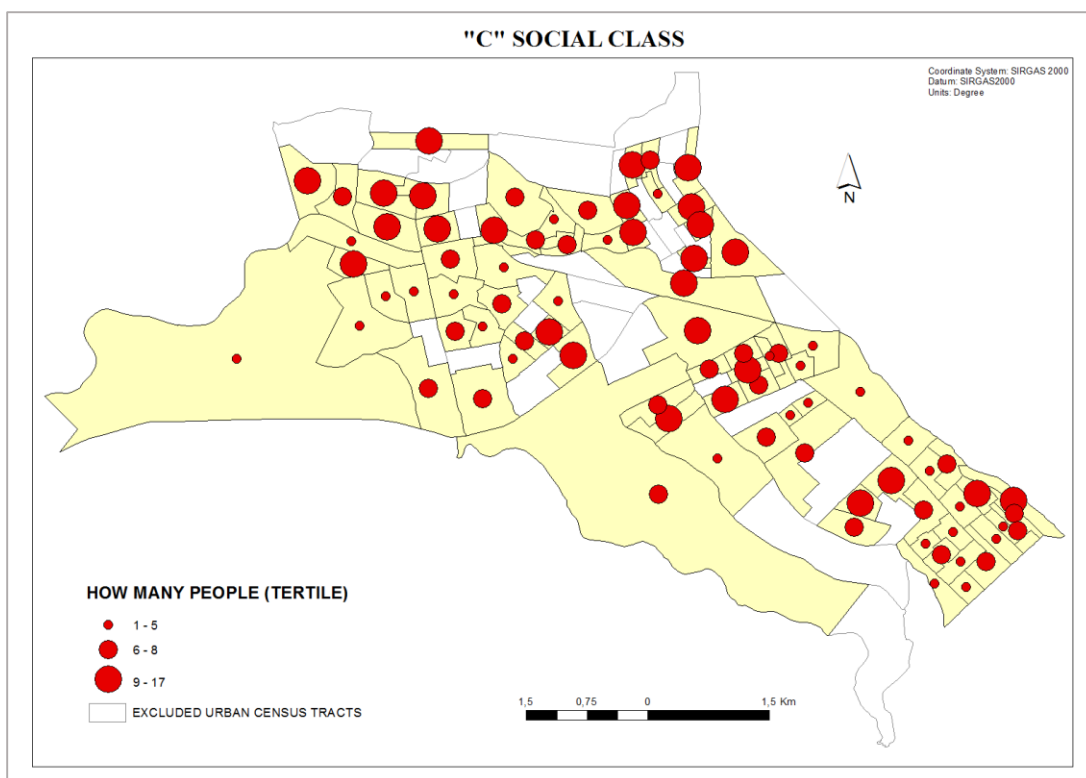 "C" SOCIAL CLASS
Coordinate System: SIRGAS 2000
Datum: SIRGAS2000
Units: Degree
N
HOW MANY PEOPLE (TERTILE)
1 - 5
6 - 8
9 - 17
EXCLUDED URBAN CENSUS TRACTS
1,5 0,75 0 1,5 Km